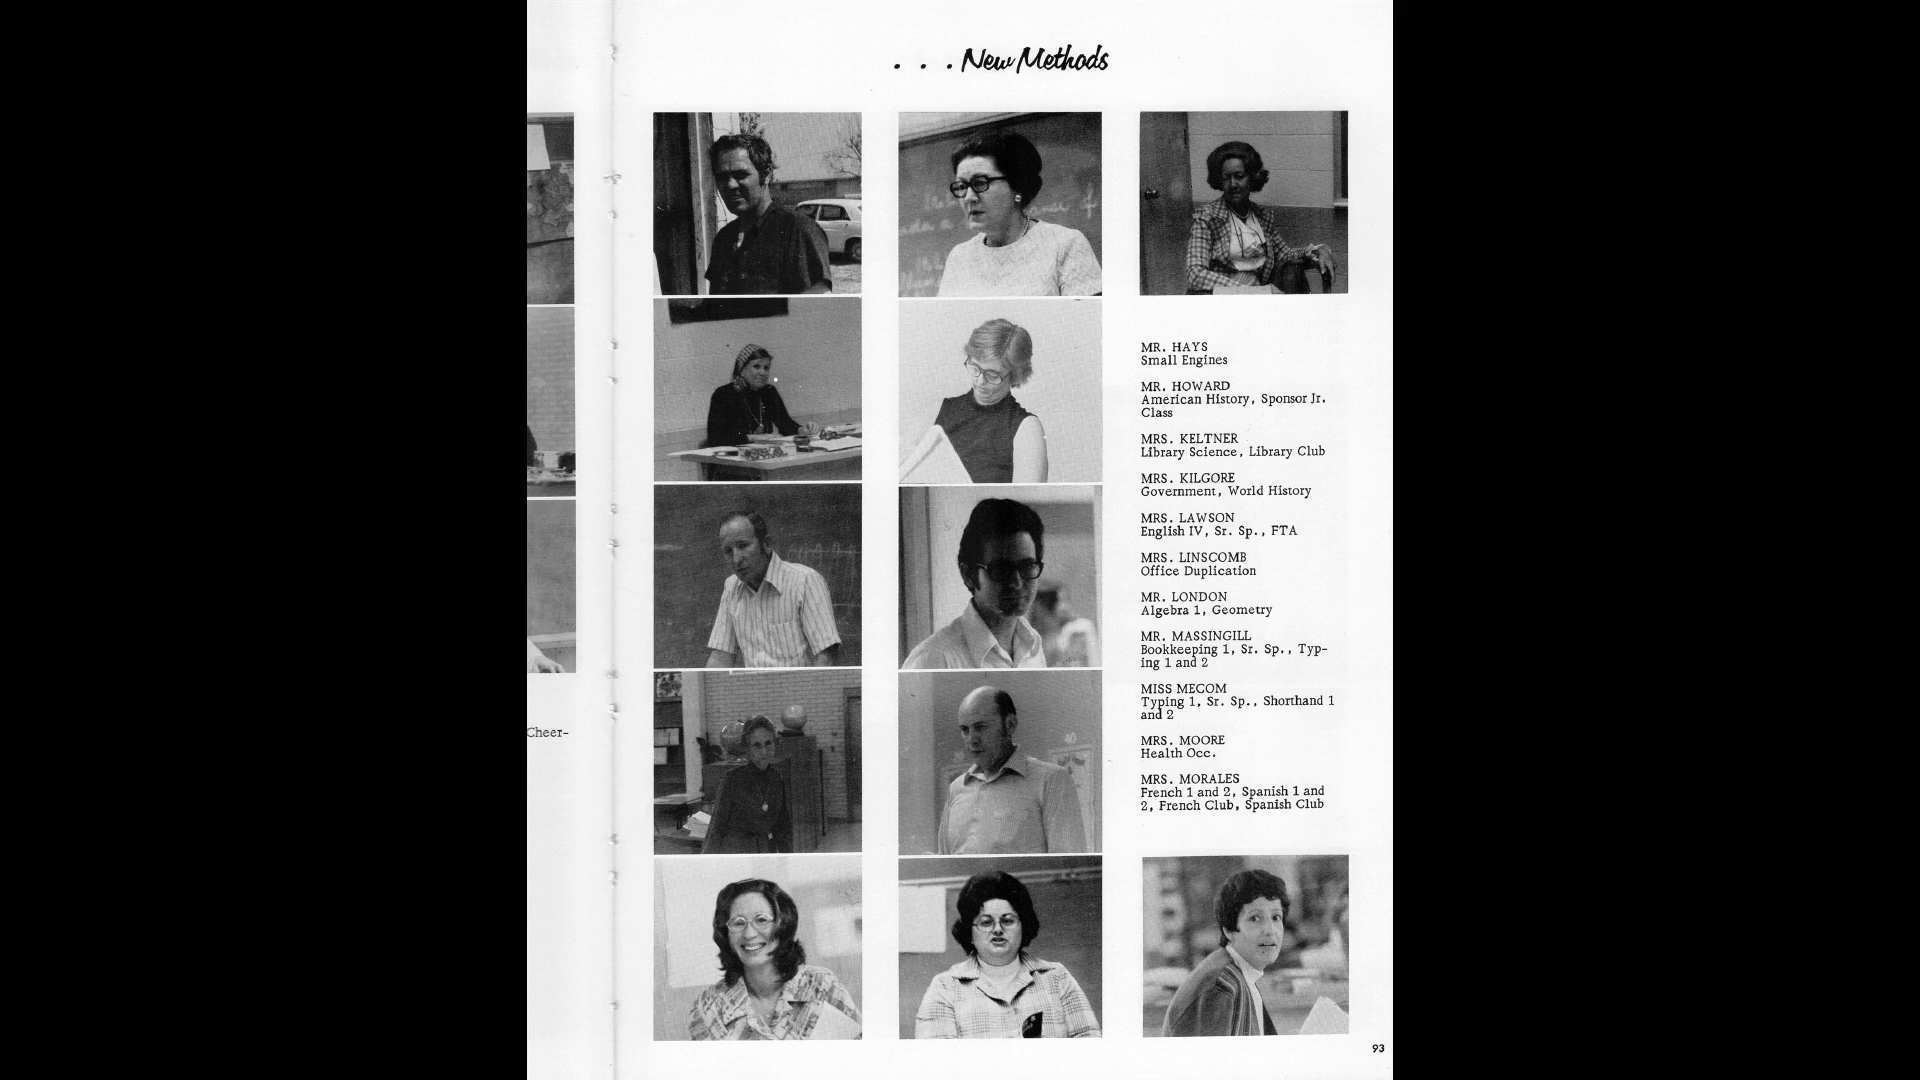 . . . New Methods
MR. HAYS
Small Engines
MR. HOWARD
American History, Sponsor Jr.
Class
MRS. KELTNER
Library Science, Library Club
MRS. KILGORE
Government, World History
MRS. LAWSON
English IV, Sr. Sp., FTA
MRS. LINSCOMB
Office Duplication
MR. LONDON
Algebra 1, Geometry
MR. MASSINGILL
Bookkeeping 1, Sr. Sp., Typ-
ing 1 and 2
MISS MECOM
Typing 1, Sr. Sp., Shorthand 1
and 2
MRS. MOORE
Health Occ.
MRS. MORALES
French 1 and 2, Spanish 1 and
2, French Club, Spanish Club
Cheer-
93